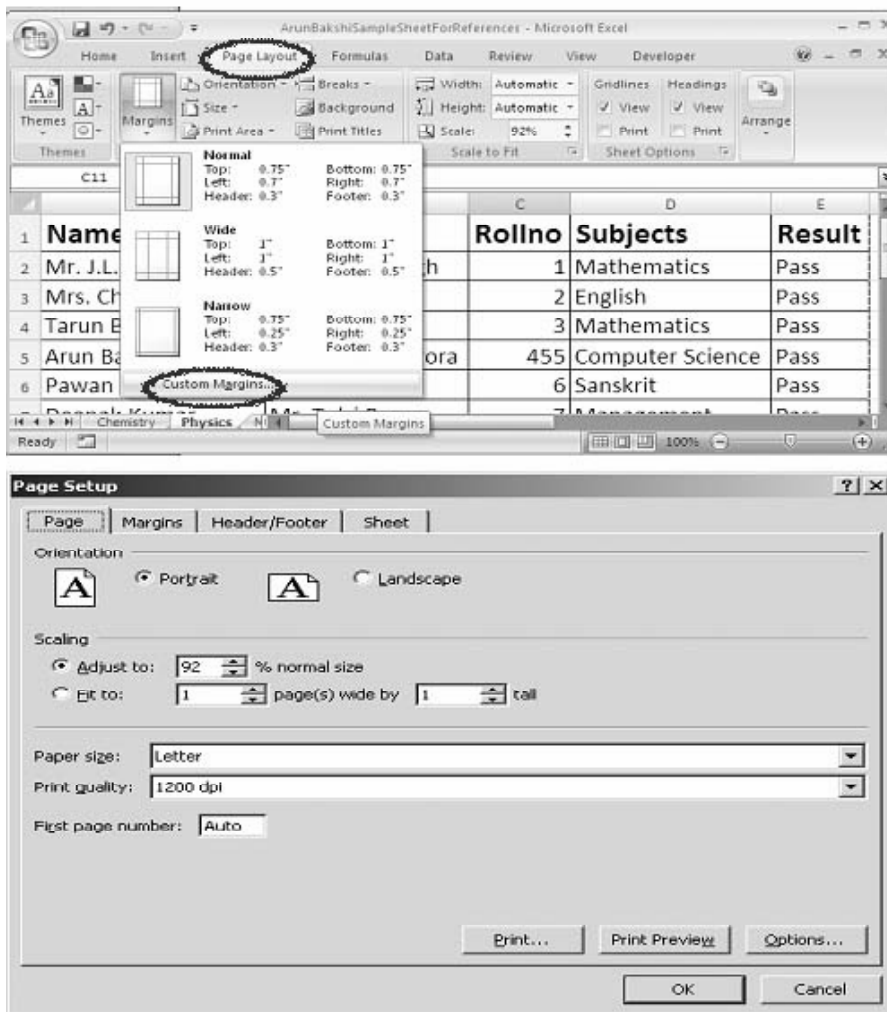 ArunBakshiSampleSheetForReferences - Microsoft Excel
Home Insert Page Layout Formulas Data Review View Developer
Themes
Margins
Orientation
Size
Print Area
Breaks
Background
Print Titles
Width: Automatic
Height: Automatic
Scale: 92%
Gridlines Headings
View View
Print Print
Arrange
Themes Scale to Fit Sheet Options
C11
Normal
Top: 0.75" Bottom: 0.75"
Left: 0.7" Right: 0.7"
Header: 0.3" Footer: 0.3"
Wide
Top: 1" Bottom: 1"
Left: 1" Right: 1"
Header: 0.5" Footer: 0.5"
Narrow
Top: 0.75" Bottom: 0.75"
Left: 0.25" Right: 0.25"
Header: 0.3" Footer: 0.3"
Custom Margins...
C D E
1 Name Rollno Subjects Result
2 Mr. J.L. h 1 Mathematics Pass
3 Mrs. Ch 2 English Pass
4 Tarun B 3 Mathematics Pass
5 Arun Ba ora 455 Computer Science Pass
6 Pawan 6 Sanskrit Pass
Chemistry Physics
Custom Margins
Ready 100%
Page Setup
Page Margins Header/Footer Sheet
Orientation
A Portrait A Landscape
Scaling
Adjust to: 92 % normal size
Fit to: 1 page(s) wide by 1 tall
Paper size: Letter
Print quality: 1200 dpi
First page number: Auto
Print... Print Preview Options...
OK Cancel